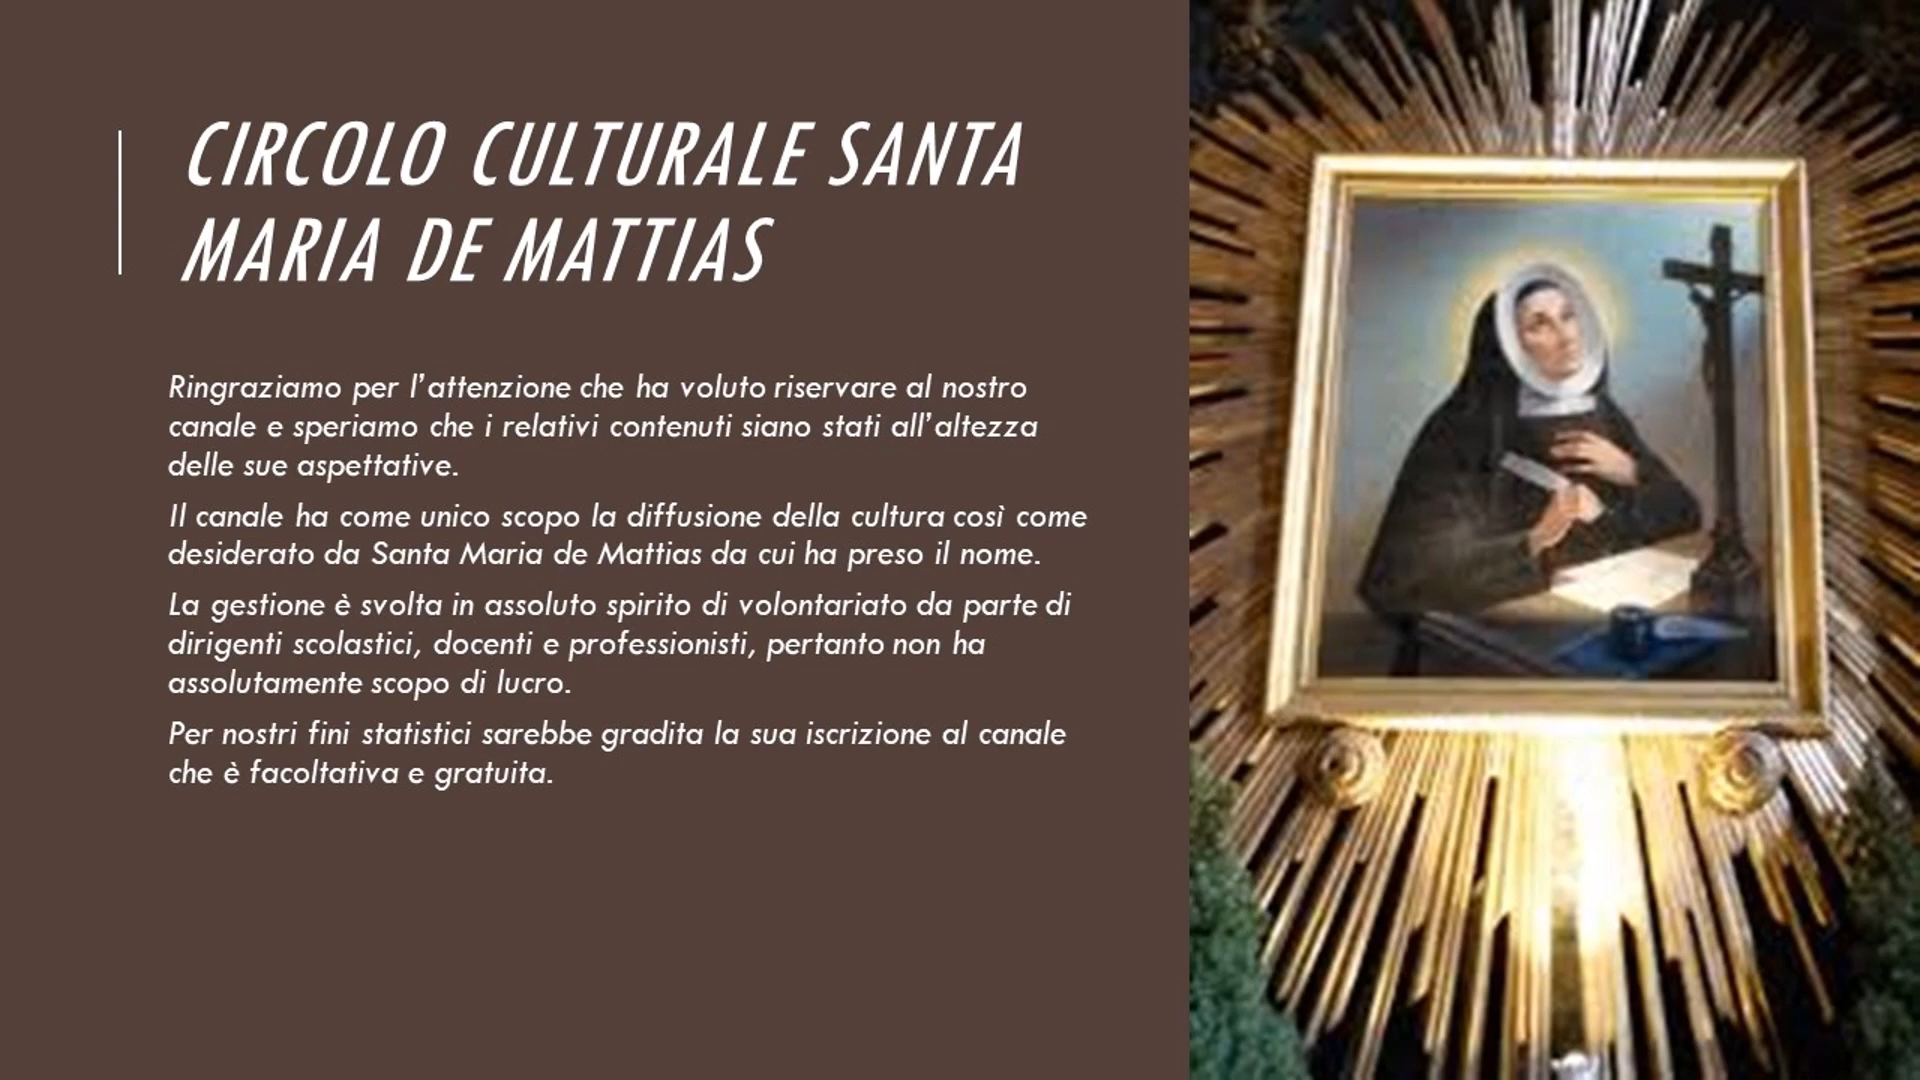 CIRCOLO CULTURALE SANTA
MARIA DE MATTIAS
Ringraziamo per l’attenzione che ha voluto riservare al nostro
canale e speriamo che i relativi contenuti siano stati all’altezza
delle sue aspettative.
Il canale ha come unico scopo la diffusione della cultura così come
desiderato da Santa Maria de Mattias da cui ha preso il nome.
La gestione è svolta in assoluto spirito di volontariato da parte di
dirigenti scolastici, docenti e professionisti, pertanto non ha
assolutamente scopo di lucro.
Per nostri fini statistici sarebbe gradita la sua iscrizione al canale
che è facoltativa e gratuita.